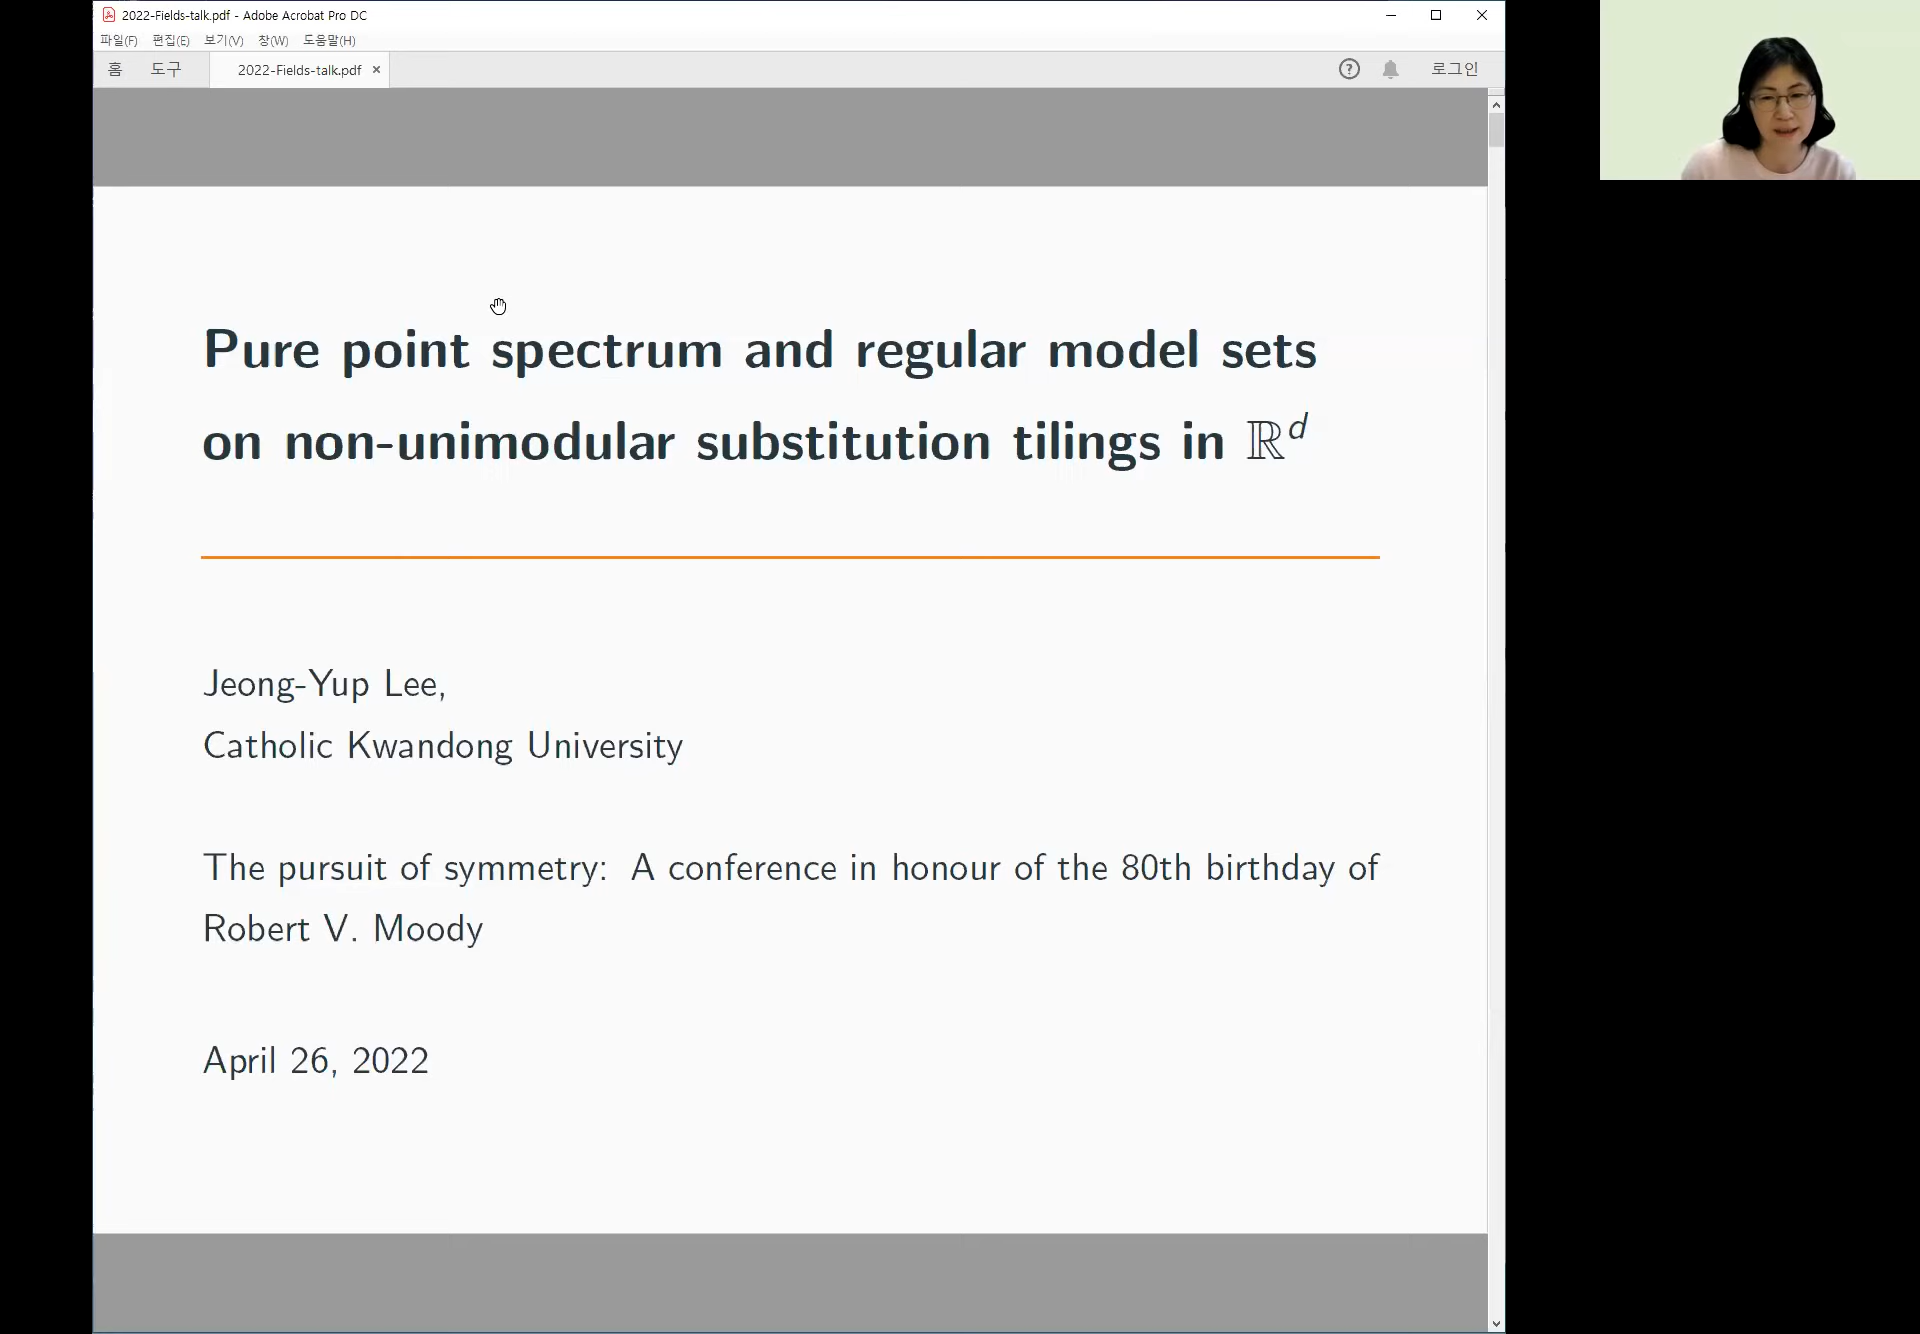 2022-Fields-talk.pdf - Adobe Acrobat Pro DC
파일(F) 편집(E) 보기(V) 창(W) 도움말(H)
홈 도구 2022-Fields-talk.pdf × ? 로그인
Pure point spectrum and regular model sets
on non-unimodular substitution tilings in ℝᵈ
Jeong-Yup Lee,
Catholic Kwandong University
The pursuit of symmetry: A conference in honour of the 80th birthday of
Robert V. Moody
April 26, 2022